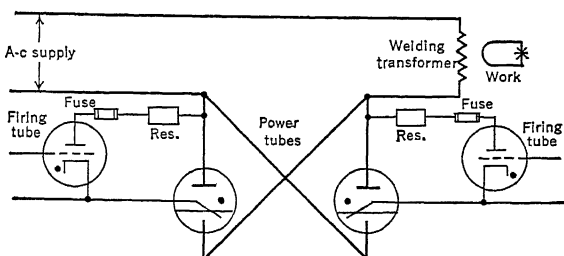 A-c supply
Welding
transformer
Work
Fuse
Firing
tube
Res.
Power
tubes
Res.
Fuse
Firing
tube